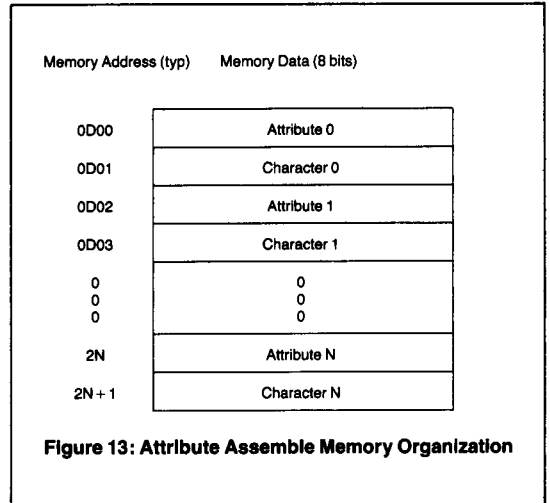 Memory Address (typ) Memory Data (8 bits)
0D00 Attribute 0
0D01 Character 0
0D02 Attribute 1
0D03 Character 1
0 0
0 0
0 0
2N Attribute N
2N + 1 Character N
Figure 13: Attribute Assemble Memory Organization